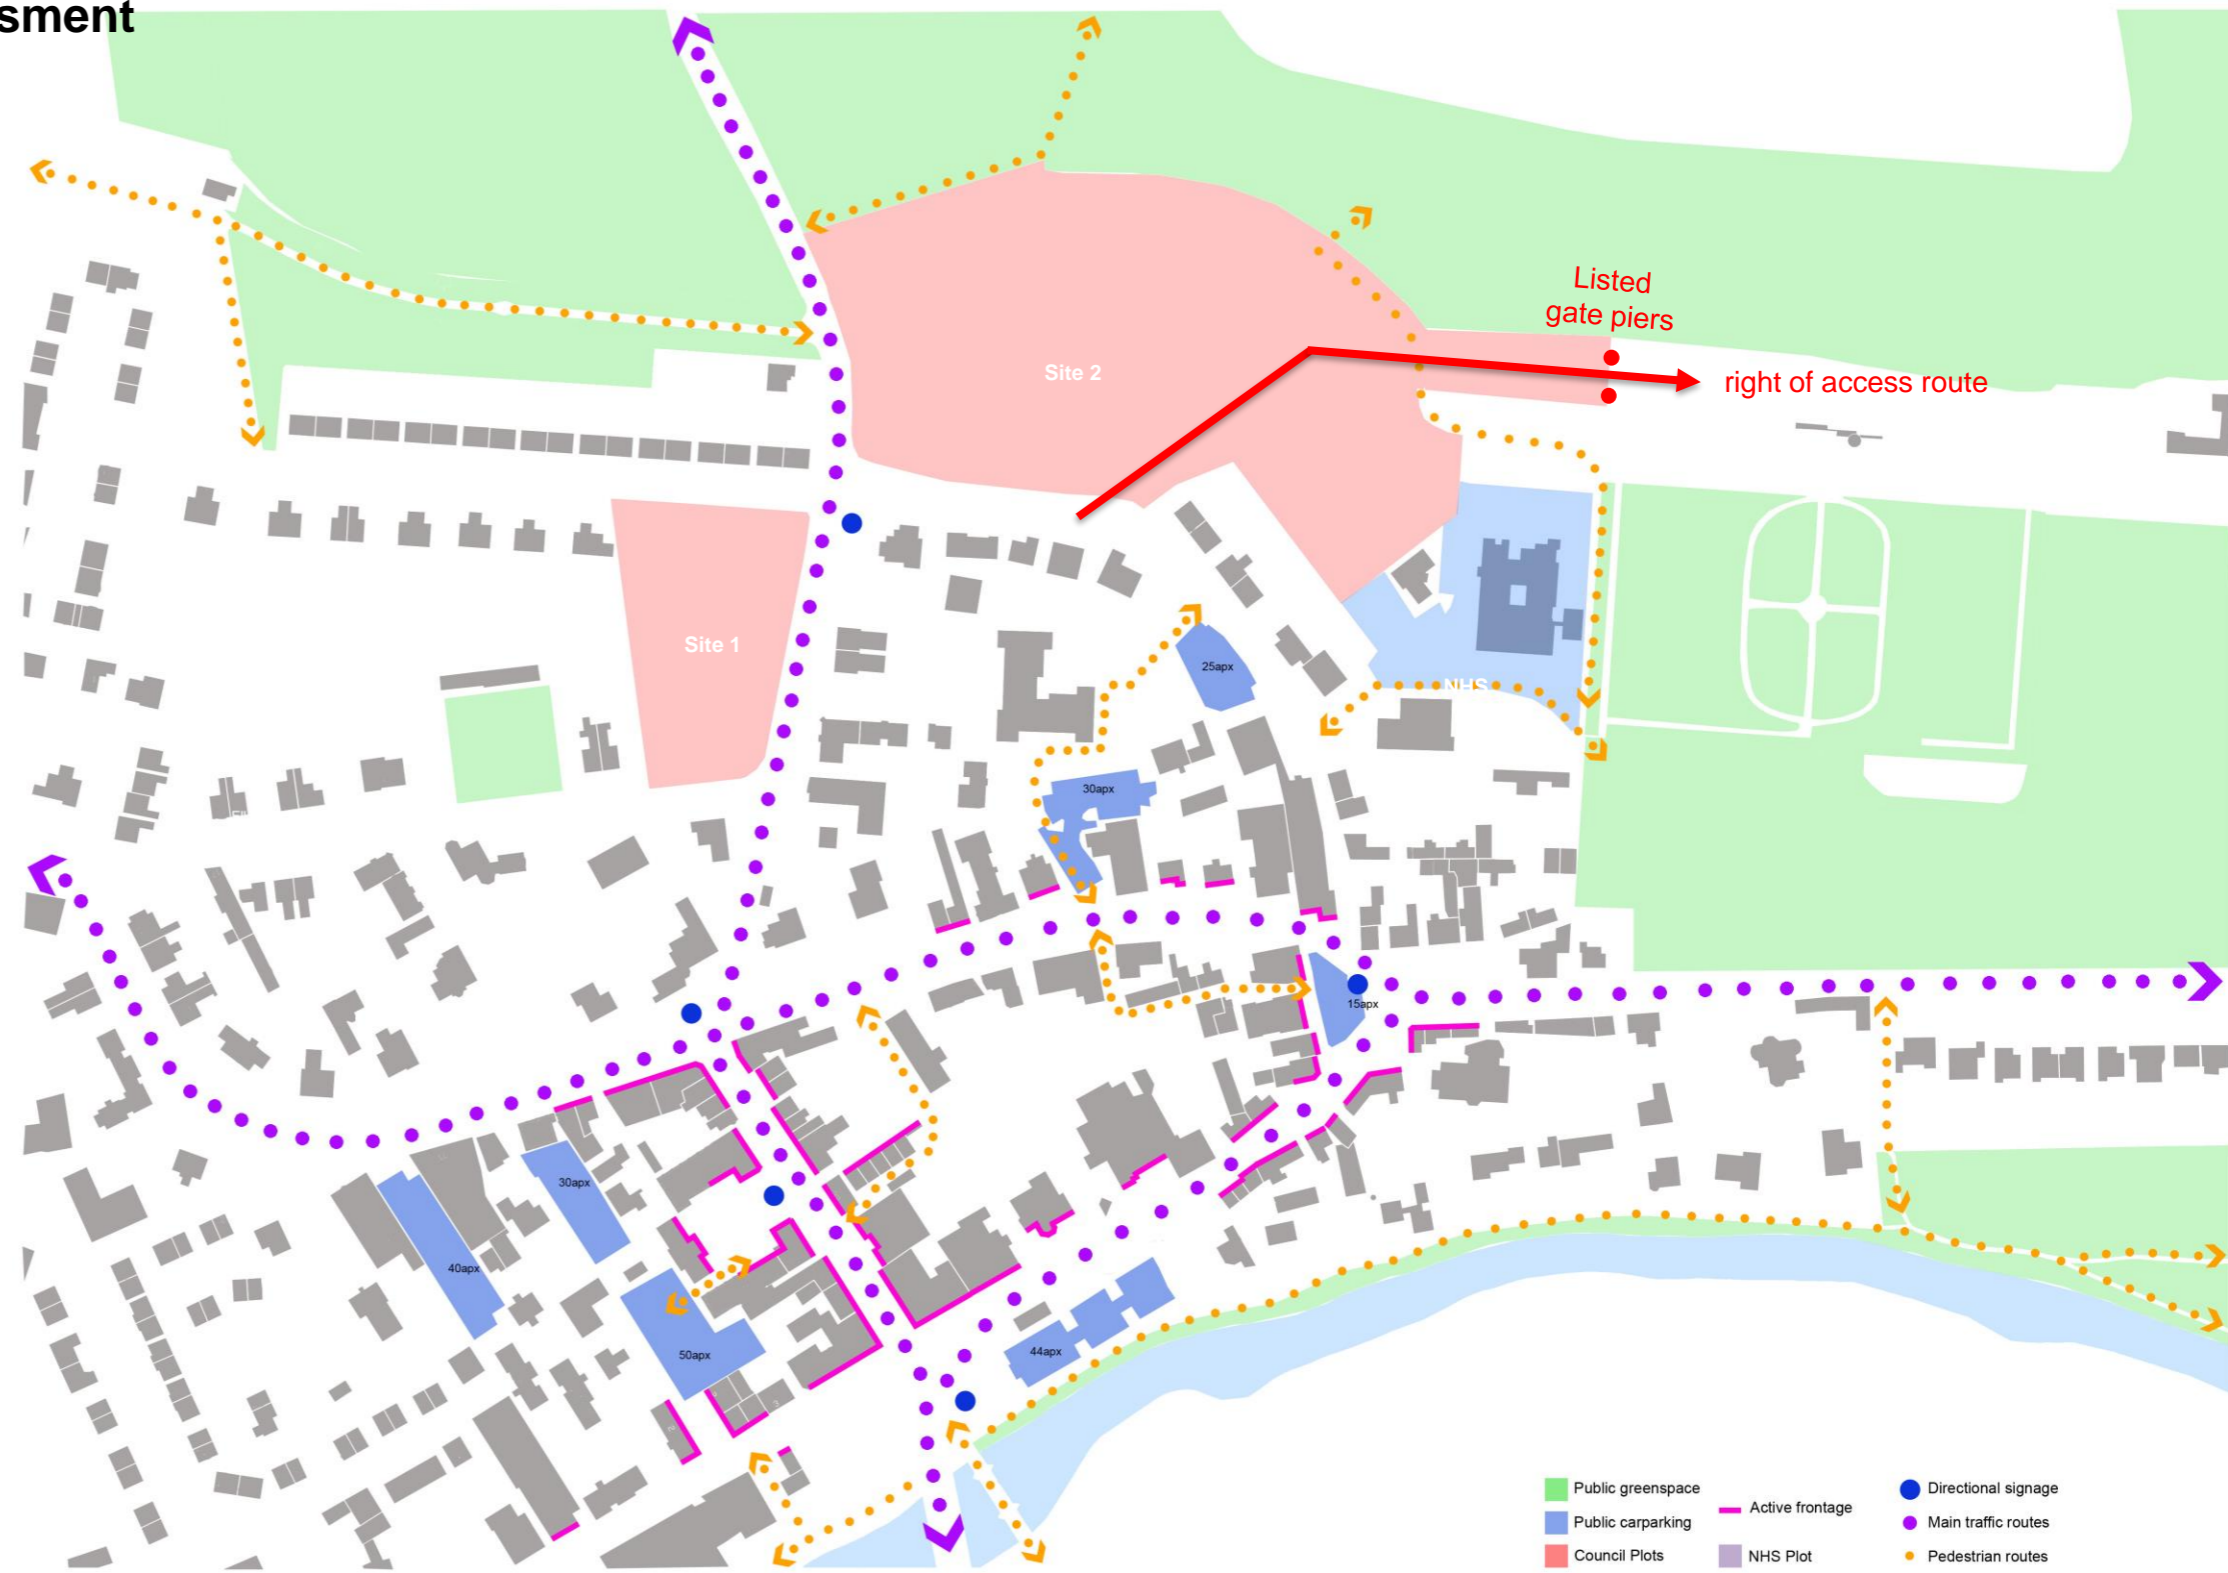 sment
Listed
gate piers
right of access route
Site 2
Site 1
25apx
NHS
30apx
15apx
30apx
40apx
50apx
44apx
Public greenspace
Public carparking
Council Plots
Active frontage
NHS Plot
Directional signage
Main traffic routes
Pedestrian routes